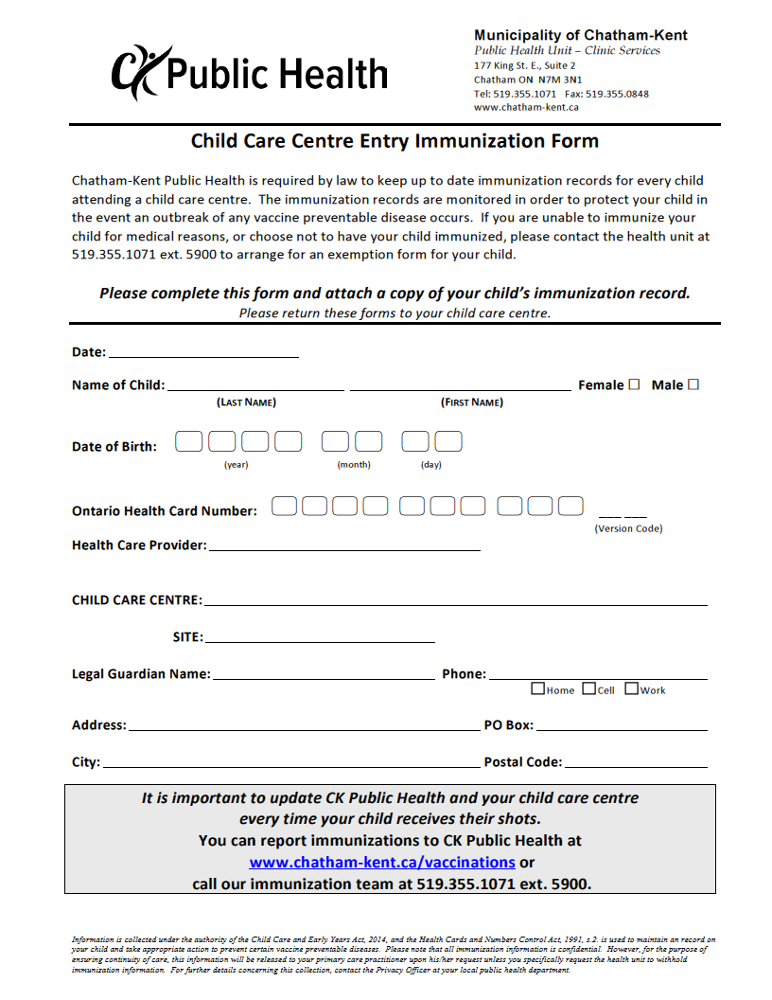 CK Public Health
Municipality of Chatham-Kent
Public Health Unit – Clinic Services
177 King St. E., Suite 2
Chatham ON N7M 3N1
Tel: 519.355.1071 Fax: 519.355.0848
www.chatham-kent.ca
Child Care Centre Entry Immunization Form
Chatham-Kent Public Health is required by law to keep up to date immunization records for every child
attending a child care centre. The immunization records are monitored in order to protect your child in
the event an outbreak of any vaccine preventable disease occurs. If you are unable to immunize your
child for medical reasons, or choose not to have your child immunized, please contact the health unit at
519.355.1071 ext. 5900 to arrange for an exemption form for your child.
Please complete this form and attach a copy of your child's immunization record.
Please return these forms to your child care centre.
Date:
Name of Child: Female ☐ Male ☐
(LAST NAME) (FIRST NAME)
Date of Birth:
(year) (month) (day)
Ontario Health Card Number:
(Version Code)
Health Care Provider:
CHILD CARE CENTRE:
SITE:
Legal Guardian Name: Phone:
☐ Home ☐ Cell ☐ Work
Address: PO Box:
City: Postal Code:
It is important to update CK Public Health and your child care centre
every time your child receives their shots.
You can report immunizations to CK Public Health at
www.chatham-kent.ca/vaccinations or
call our immunization team at 519.355.1071 ext. 5900.
Information is collected under the authority of the Child Care and Early Years Act, 2014, and the Health Cards and Numbers Control Act, 1991, s.2. is used to maintain an record on
your child and take appropriate action to prevent certain vaccine preventable diseases. Please note that all immunization information is confidential. However, for the purpose of
ensuring continuity of care, this information will be released to your primary care practitioner upon his/her request unless you specifically request the health unit to withhold
immunization information. For further details concerning this collection, contact the Privacy Officer at your local public health department.